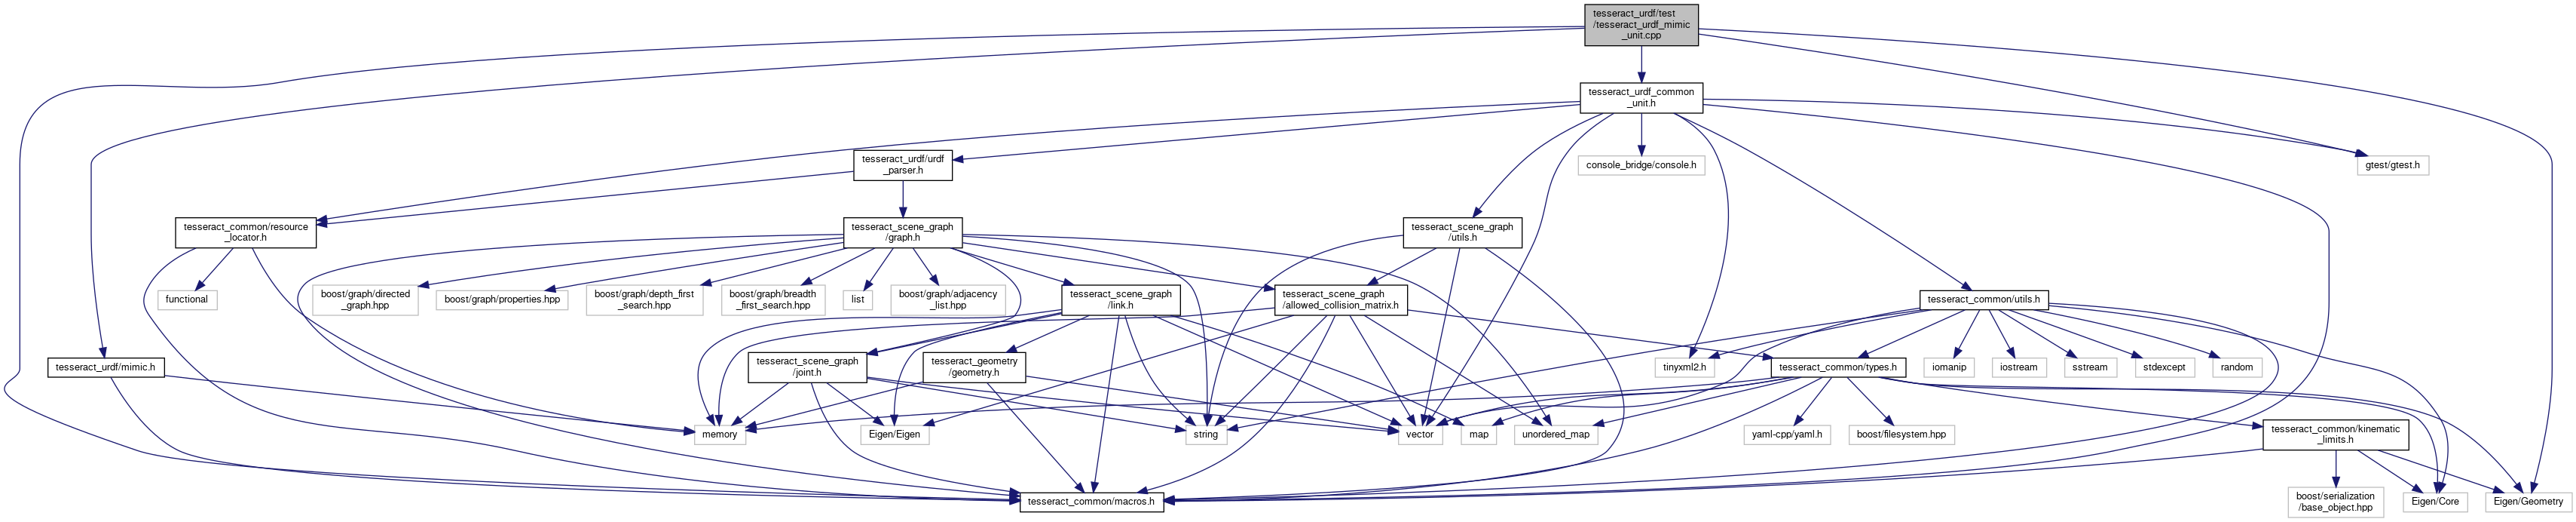 tesseract_urdf/test
/tesseract_urdf_mimic
_unit.cpp
tesseract_urdf_common
_unit.h
tesseract_urdf/urdf
_parser.h
console_bridge/console.h
gtest/gtest.h
tesseract_common/resource
_locator.h
tesseract_scene_graph
/graph.h
tesseract_scene_graph
/utils.h
functional
boost/graph/directed
_graph.hpp
boost/graph/properties.hpp
boost/graph/depth_first
_search.hpp
boost/graph/breadth
_first_search.hpp
list
boost/graph/adjacency
_list.hpp
tesseract_scene_graph
/link.h
tesseract_scene_graph
/allowed_collision_matrix.h
tesseract_common/utils.h
tesseract_urdf/mimic.h
tesseract_scene_graph
/joint.h
tesseract_geometry
/geometry.h
tinyxml2.h
tesseract_common/types.h
iomanip
iostream
sstream
stdexcept
random
memory
Eigen/Eigen
string
vector
map
unordered_map
yaml-cpp/yaml.h
boost/filesystem.hpp
tesseract_common/kinematic
_limits.h
tesseract_common/macros.h
boost/serialization
/base_object.hpp
Eigen/Core
Eigen/Geometry